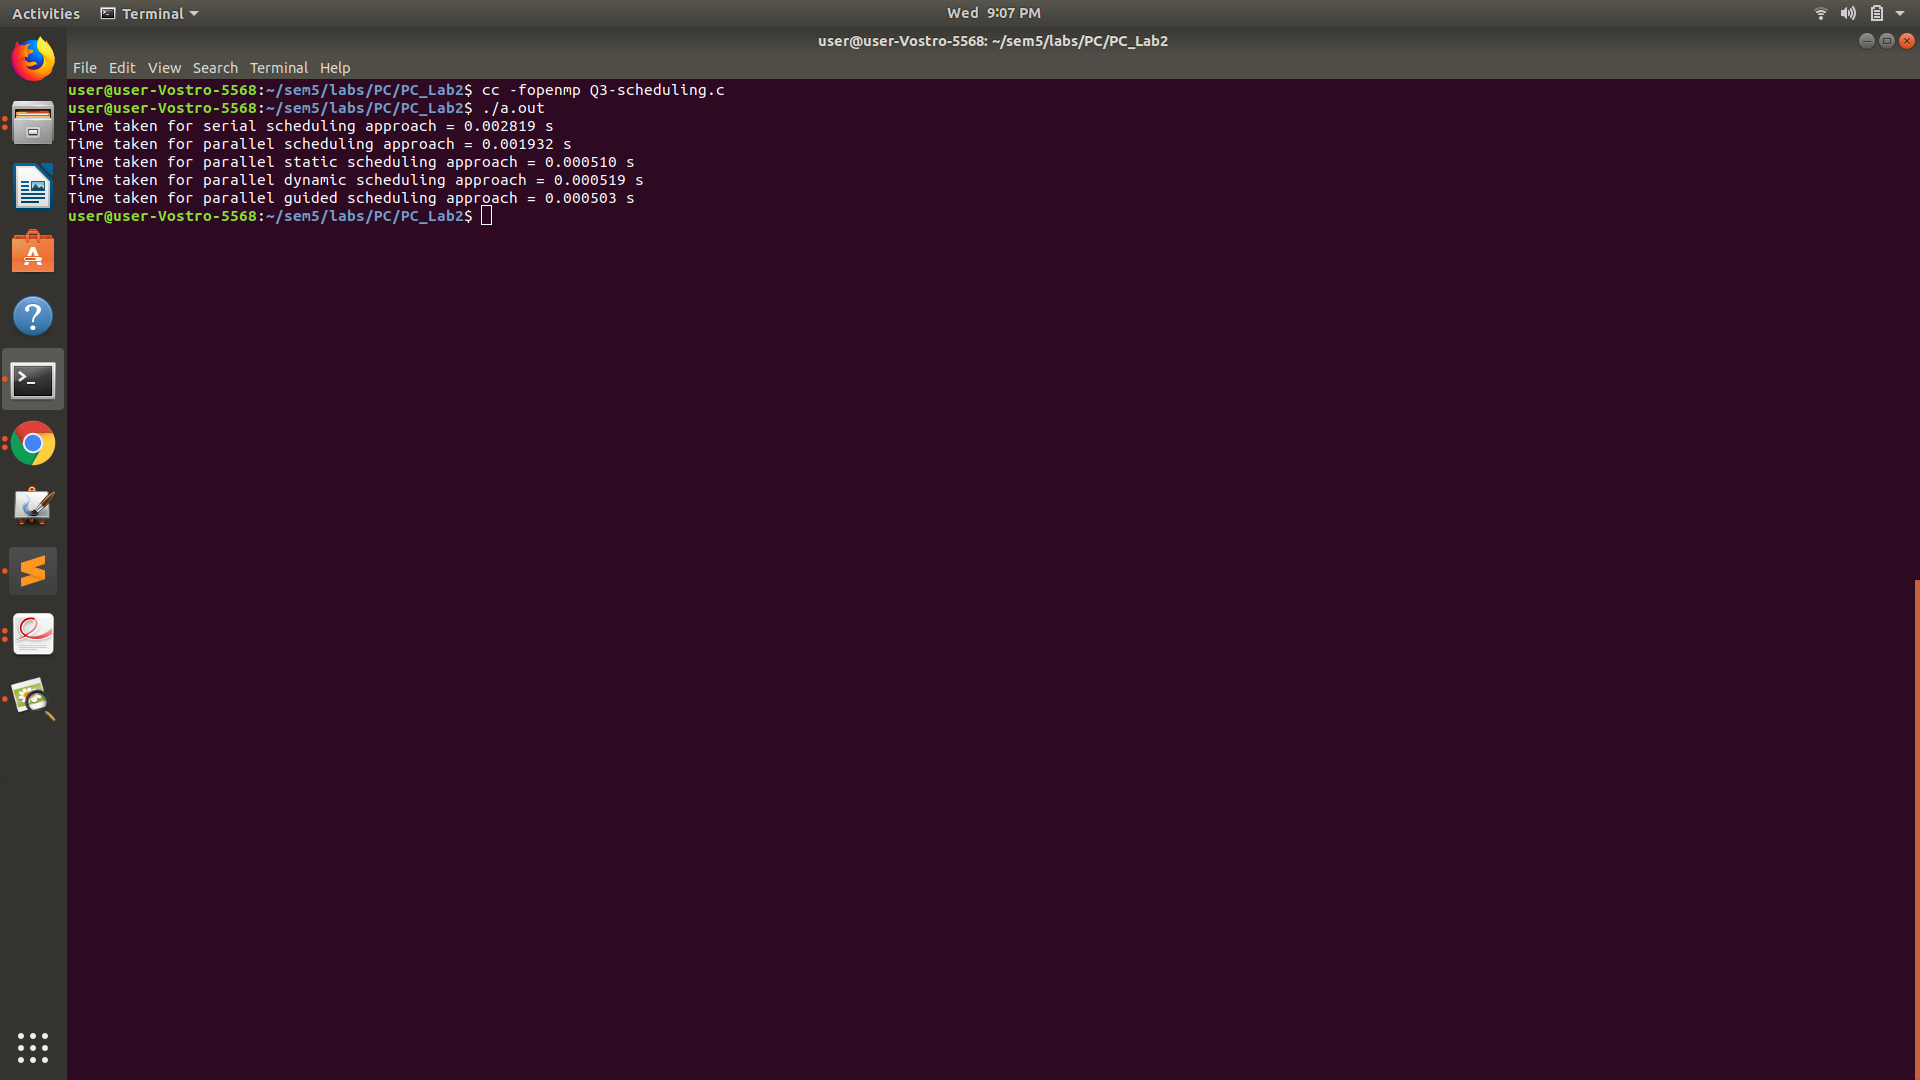 Activities Terminal Wed 9:07 PM
user@user-Vostro-5568: ~/sem5/labs/PC/PC_Lab2
File Edit View Search Terminal Help
user@user-Vostro-5568:~/sem5/labs/PC/PC_Lab2$ cc -fopenmp Q3-scheduling.c
user@user-Vostro-5568:~/sem5/labs/PC/PC_Lab2$ ./a.out
Time taken for serial scheduling approach = 0.002819 s
Time taken for parallel scheduling approach = 0.001932 s
Time taken for parallel static scheduling approach = 0.000510 s
Time taken for parallel dynamic scheduling approach = 0.000519 s
Time taken for parallel guided scheduling approach = 0.000503 s
user@user-Vostro-5568:~/sem5/labs/PC/PC_Lab2$